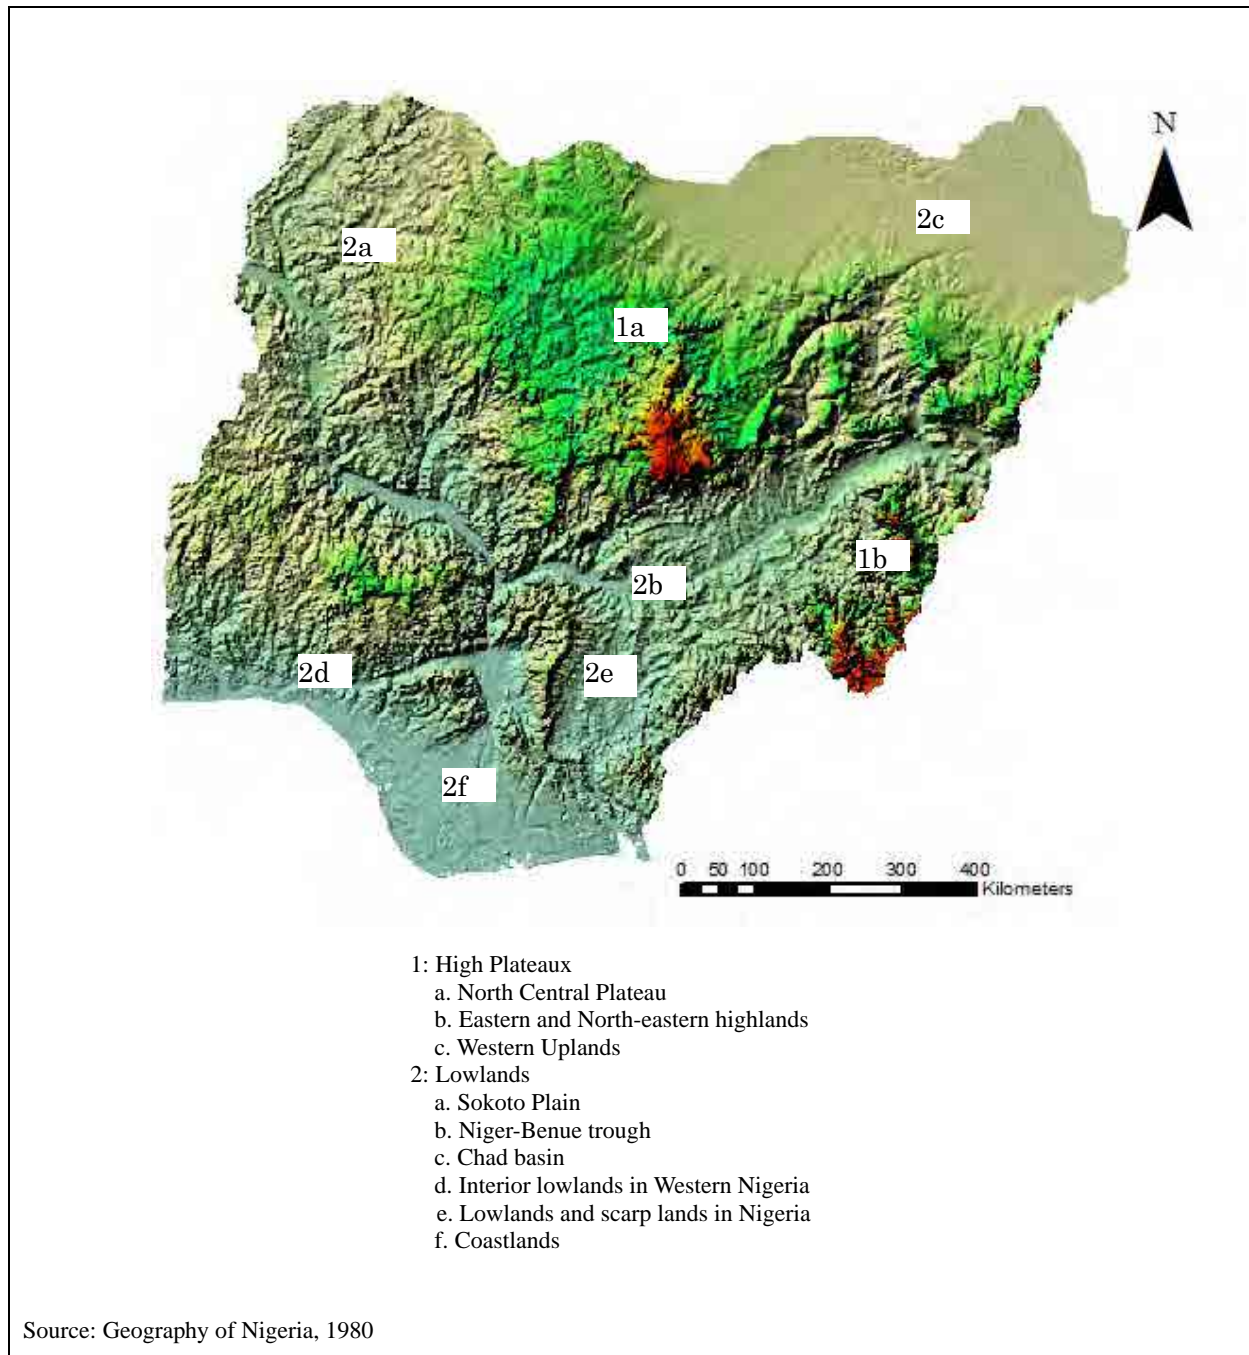 N
2a
2c
1a
1b
2b
2d
2e
2f
0 50 100 200 300 400
Kilometers
1: High Plateaux
a. North Central Plateau
b. Eastern and North-eastern highlands
c. Western Uplands
2: Lowlands
a. Sokoto Plain
b. Niger-Benue trough
c. Chad basin
d. Interior lowlands in Western Nigeria
e. Lowlands and scarp lands in Nigeria
f. Coastlands
Source: Geography of Nigeria, 1980